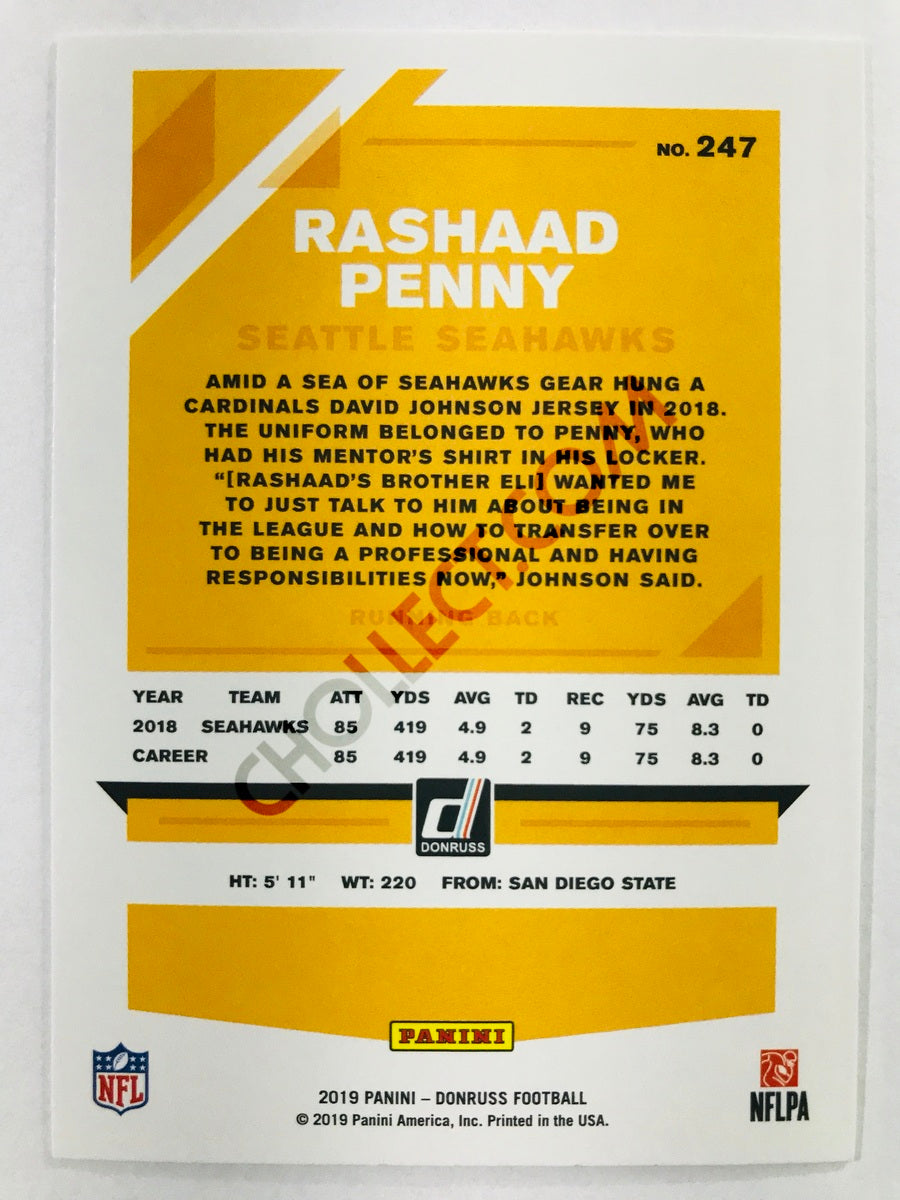 NO. 247
RASHAAD
PENNY
SEATTLE SEAHAWKS
AMID A SEA OF SEAHAWKS GEAR HUNG A
CARDINALS DAVID JOHNSON JERSEY IN 2018.
THE UNIFORM BELONGED TO PENNY, WHO
HAD HIS MENTOR'S SHIRT IN HIS LOCKER.
“[RASHAAD'S BROTHER ELI] WANTED ME
TO JUST TALK TO HIM ABOUT BEING IN
THE LEAGUE AND HOW TO TRANSFER OVER
TO BEING A PROFESSIONAL AND HAVING
RESPONSIBILITIES NOW,” JOHNSON SAID.
RUNNING BACK
CHOLLECT.COM
YEAR TEAM ATT YDS AVG TD REC YDS AVG TD
2018 SEAHAWKS 85 419 4.9 2 9 75 8.3 0
CAREER 85 419 4.9 2 9 75 8.3 0
d
DONRUSS
HT: 5' 11" WT: 220 FROM: SAN DIEGO STATE
PANINI
NFL
NFLPA
2019 PANINI – DONRUSS FOOTBALL
© 2019 Panini America, Inc. Printed in the USA.